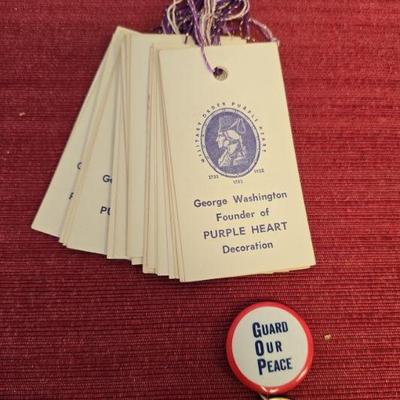 MILITARY ORDER PURPLE HEART
1732 1932
1782
George Washington
Founder of
PURPLE HEART
Decoration
GUARD
OUR
PEACE